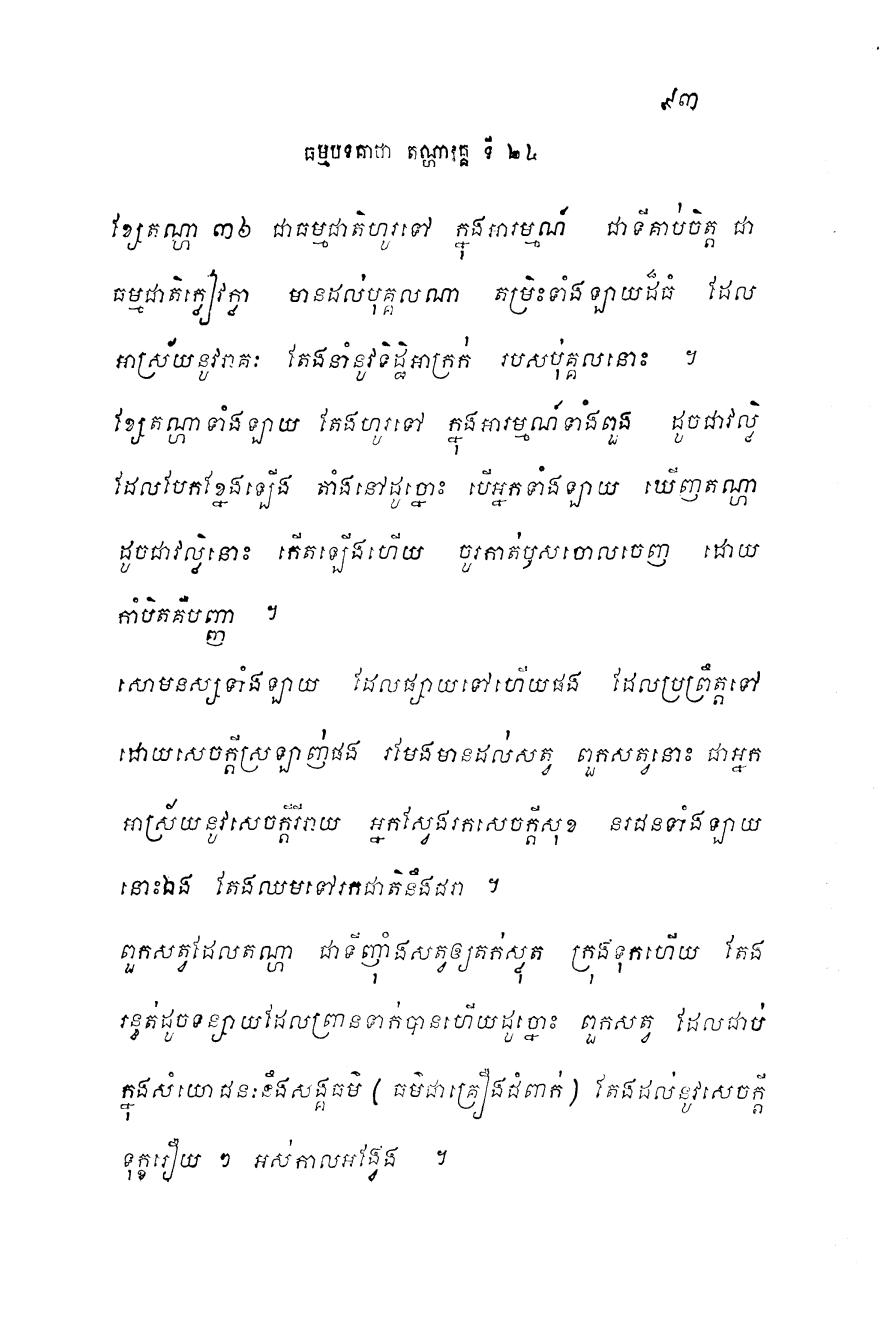 ៩៣
ធម្មបទគាថា តណ្ហាវគ្គ ទី ២៤
ខ្សែតណ្ហា ៣៦ ជាធម្មជាតិហូរទៅ ក្នុងអារម្មណ៍ ជាទីគាប់ចិត្ត ជា
ធម្មជាតិក្លៀវក្លា មានដល់បុគ្គលណា តម្រិះទាំងឡាយដ៏ធំ ដែល
អាស្រ័យនូវរាគៈ តែងនាំនូវទិដ្ឋិអាក្រក់ របសប៉ុគ្គលនោះ ។
ខ្សែតណ្ហាទាំងឡាយ តែងហូរទៅ ក្នុងអារម្មណ៍ទាំងពួង ដូចជាវល្លិ៍
ដែលបែកខ្នែងឡើង តាំងនៅដូច្នោះ បើអ្នកទាំងឡាយ ឃើញតណ្ហា
ដូចជាវល្លិ៍នោះ កើតឡើងហើយ ចូរកាត់ឫសចោលចេញ ដោយ
កាំបិតគឺបញ្ញា ។
សោមនស្សទាំងឡាយ ដែលផ្សាយទៅហើយផង ដែលប្រព្រឹត្តទៅ
ដោយសេចក្តីស្រឡាញ់ផង រមែងមានដល់សត្វ ពួកសត្វនោះ ជាអ្នក
អាស្រ័យនូវសេចក្តីរីរាយ អ្នកស្វែងរកសេចក្តីសុខ នរជនទាំងឡាយ
នោះឯង តែងឈមទៅរកជាតិនឹងជរា ។
ពួកសត្វដែលតណ្ហា ជាទីញ៉ាំងសត្វឲ្យតក់ស្លុត ក្រុងទុកហើយ តែង
រន្ធត់ដូចទន្សាយដែលព្រានទាក់បានហើយដូច្នោះ ពួកសត្វ ដែលជាប់
ក្នុងសំយោជនៈនឹងសង្គធម៌ ( ធម៌ជាគ្រឿងជំពាក់ ) តែងដល់នូវសេចក្តី
ទុក្ខរឿយ ៗ អស់កាលអង្វែង ។